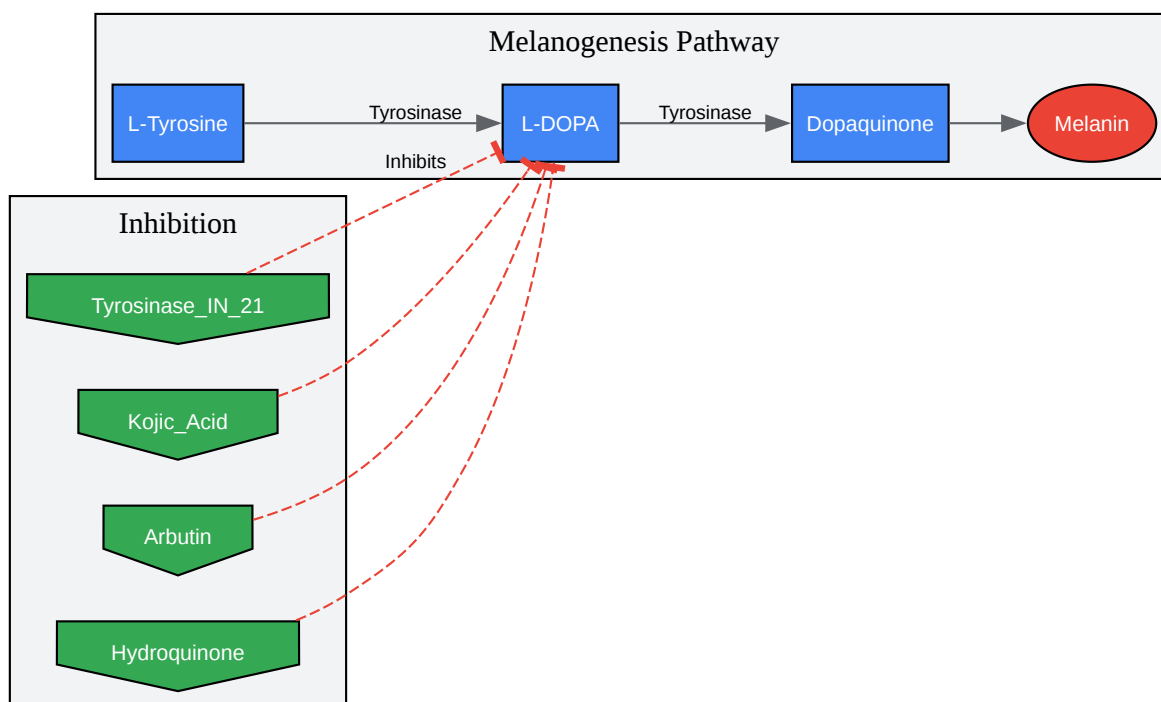 Melanogenesis Pathway
L-Tyrosine
Tyrosinase
L-DOPA
Tyrosinase
Dopaquinone
Melanin
Inhibits
Inhibition
Tyrosinase_IN_21
Kojic_Acid
Arbutin
Hydroquinone